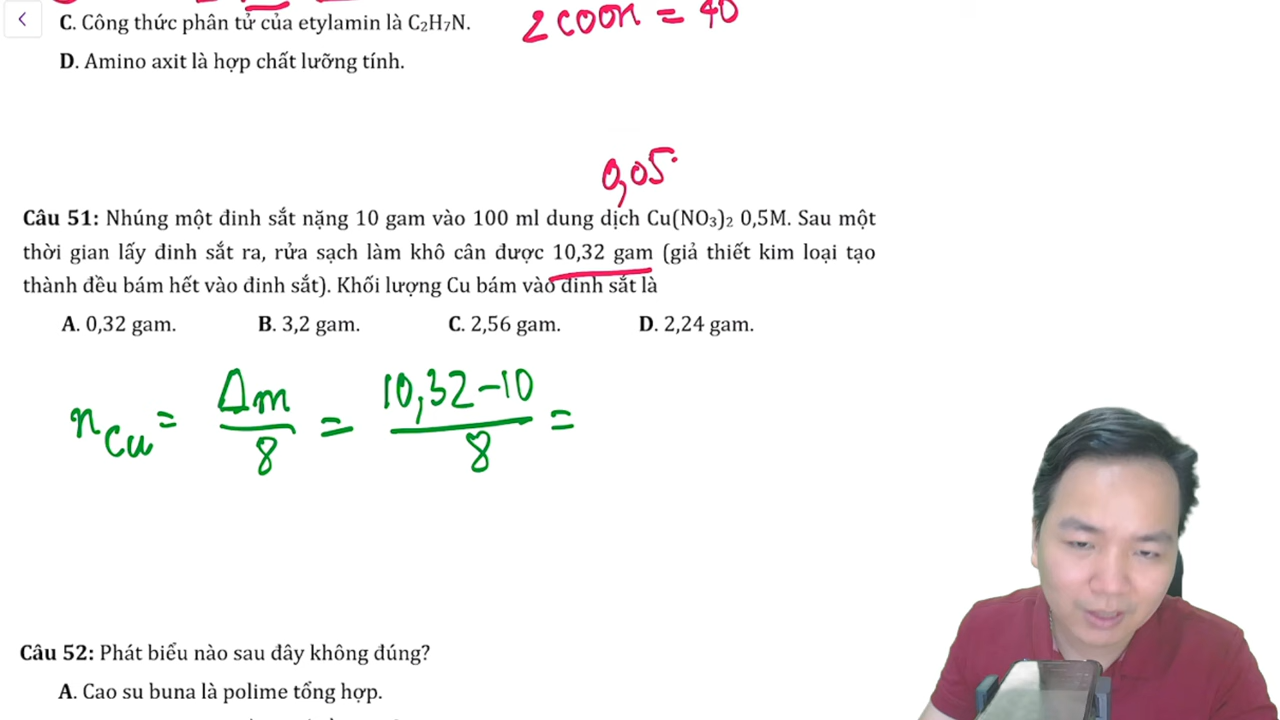 C. Công thức phân tử của etylamin là C₂H₇N.
2COOH = 40
D. Amino axit là hợp chất lưỡng tính.
0,05
Câu 51: Nhúng một đinh sắt nặng 10 gam vào 100 ml dung dịch Cu(NO₃)₂ 0,5M. Sau một
thời gian lấy đinh sắt ra, rửa sạch làm khô cân được 10,32 gam (giả thiết kim loại tạo
thành đều bám hết vào đinh sắt). Khối lượng Cu bám vào đinh sắt là
A. 0,32 gam. B. 3,2 gam. C. 2,56 gam. D. 2,24 gam.
n_Cu = Δm/8 = (10,32-10)/8 =
Câu 52: Phát biểu nào sau đây không đúng?
A. Cao su buna là polime tổng hợp.